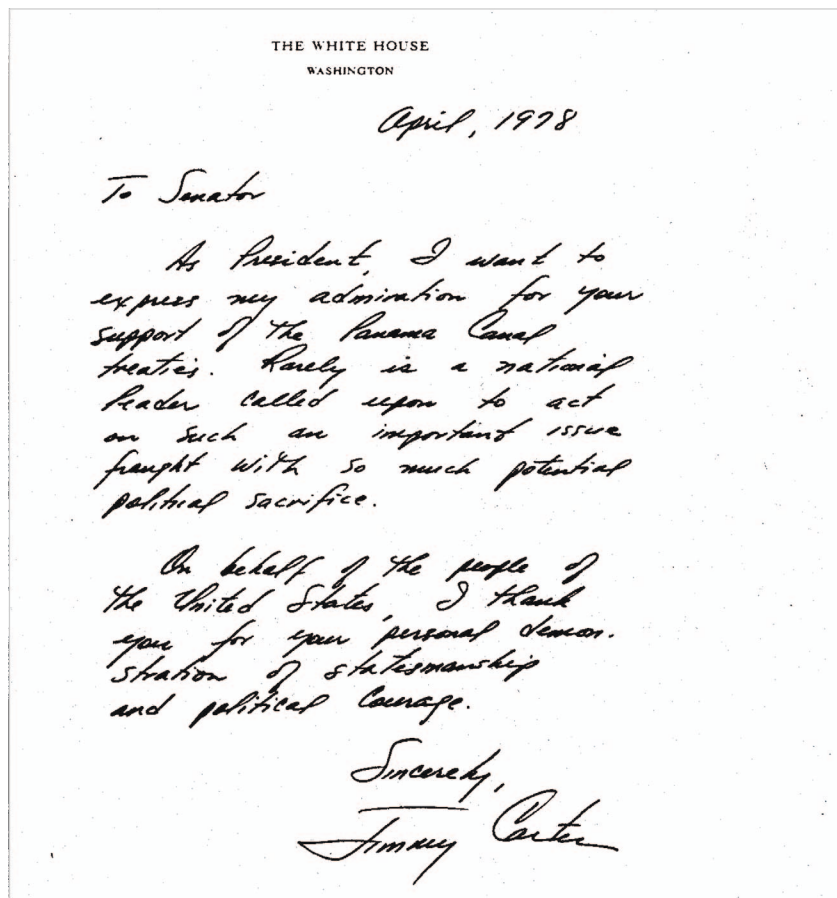 THE WHITE HOUSE
WASHINGTON
April, 1978
To Senator
As President, I want to
express my admiration for your
support of the Panama Canal
treaties. Rarely is a national
leader called upon to act
on such an important issue
fraught with so much potential
political sacrifice.
On behalf of the people of
the United States, I thank
you for your personal demon-
stration of statesmanship
and political courage.
Sincerely,
Jimmy Carter